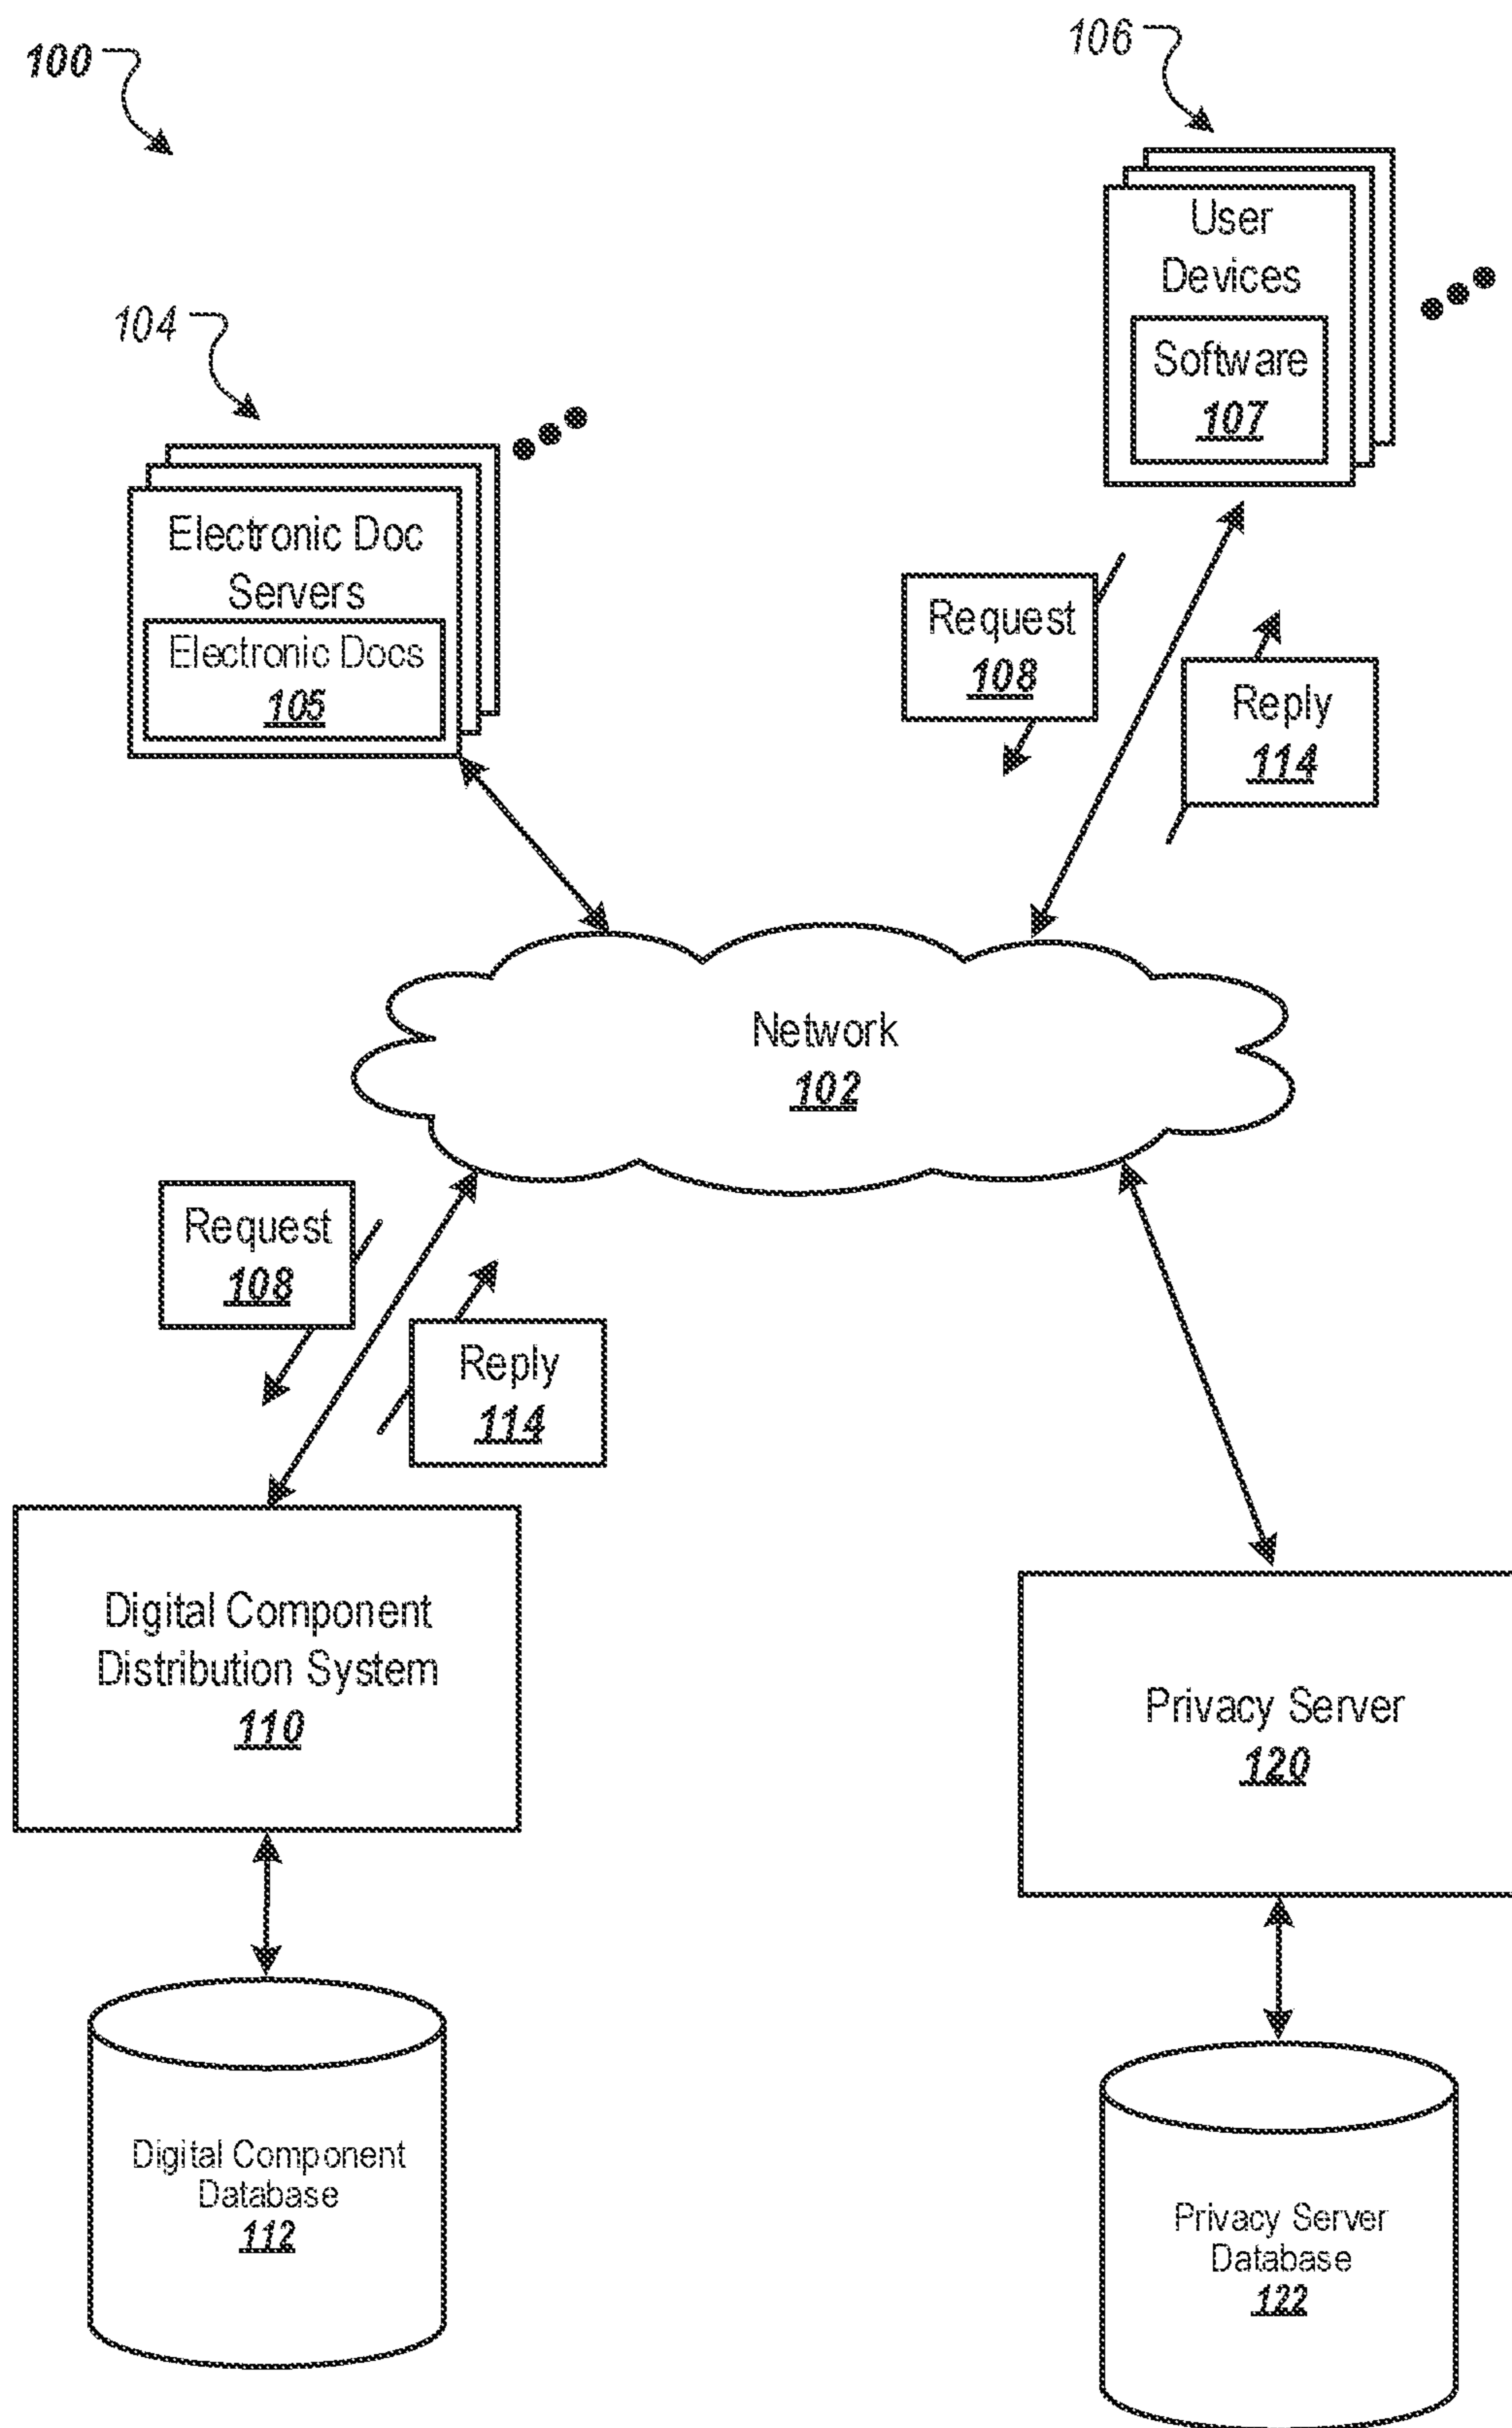 100
106
User
Devices
Software
107
104
Electronic Doc
Servers
Electronic Docs
105
Request
108
Reply
114
Network
102
Request
108
Reply
114
Digital Component
Distribution System
110
Privacy Server
120
Digital Component
Database
112
Privacy Server
Database
122